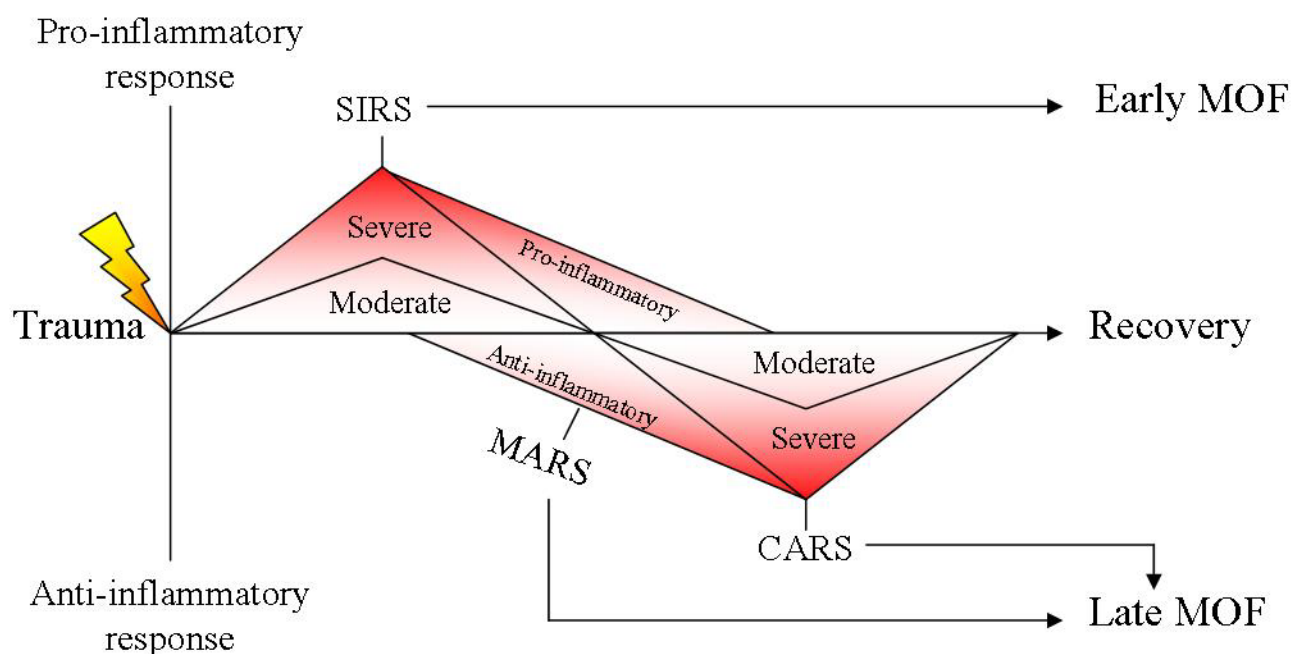 Pro-inflammatory
response
SIRS
Early MOF
Severe
Pro-inflammatory
Moderate
Trauma
Recovery
Anti-inflammatory
Moderate
Severe
MARS
CARS
Anti-inflammatory
response
Late MOF